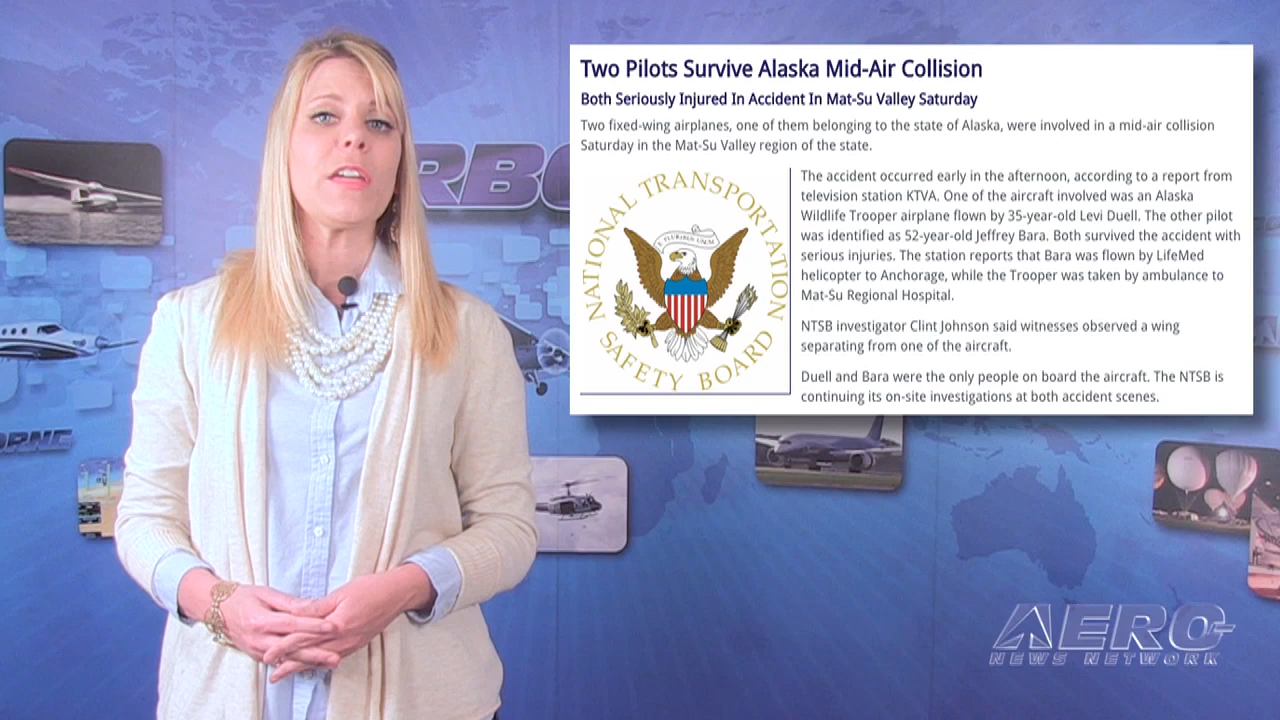 Two Pilots Survive Alaska Mid-Air Collision
Both Seriously Injured In Accident In Mat-Su Valley Saturday
Two fixed-wing airplanes, one of them belonging to the state of Alaska, were involved in a mid-air collision
Saturday in the Mat-Su Valley region of the state.
NATIONAL TRANSPORTATION
SAFETY BOARD
E PLURIBUS UNUM
The accident occurred early in the afternoon, according to a report from
television station KTVA. One of the aircraft involved was an Alaska
Wildlife Trooper airplane flown by 35-year-old Levi Duell. The other pilot
was identified as 52-year-old Jeffrey Bara. Both survived the accident with
serious injuries. The station reports that Bara was flown by LifeMed
helicopter to Anchorage, while the Trooper was taken by ambulance to
Mat-Su Regional Hospital.
NTSB investigator Clint Johnson said witnesses observed a wing
separating from one of the aircraft.
Duell and Bara were the only people on board the aircraft. The NTSB is
continuing its on-site investigations at both accident scenes.
AERO-
NEWS NETWORK